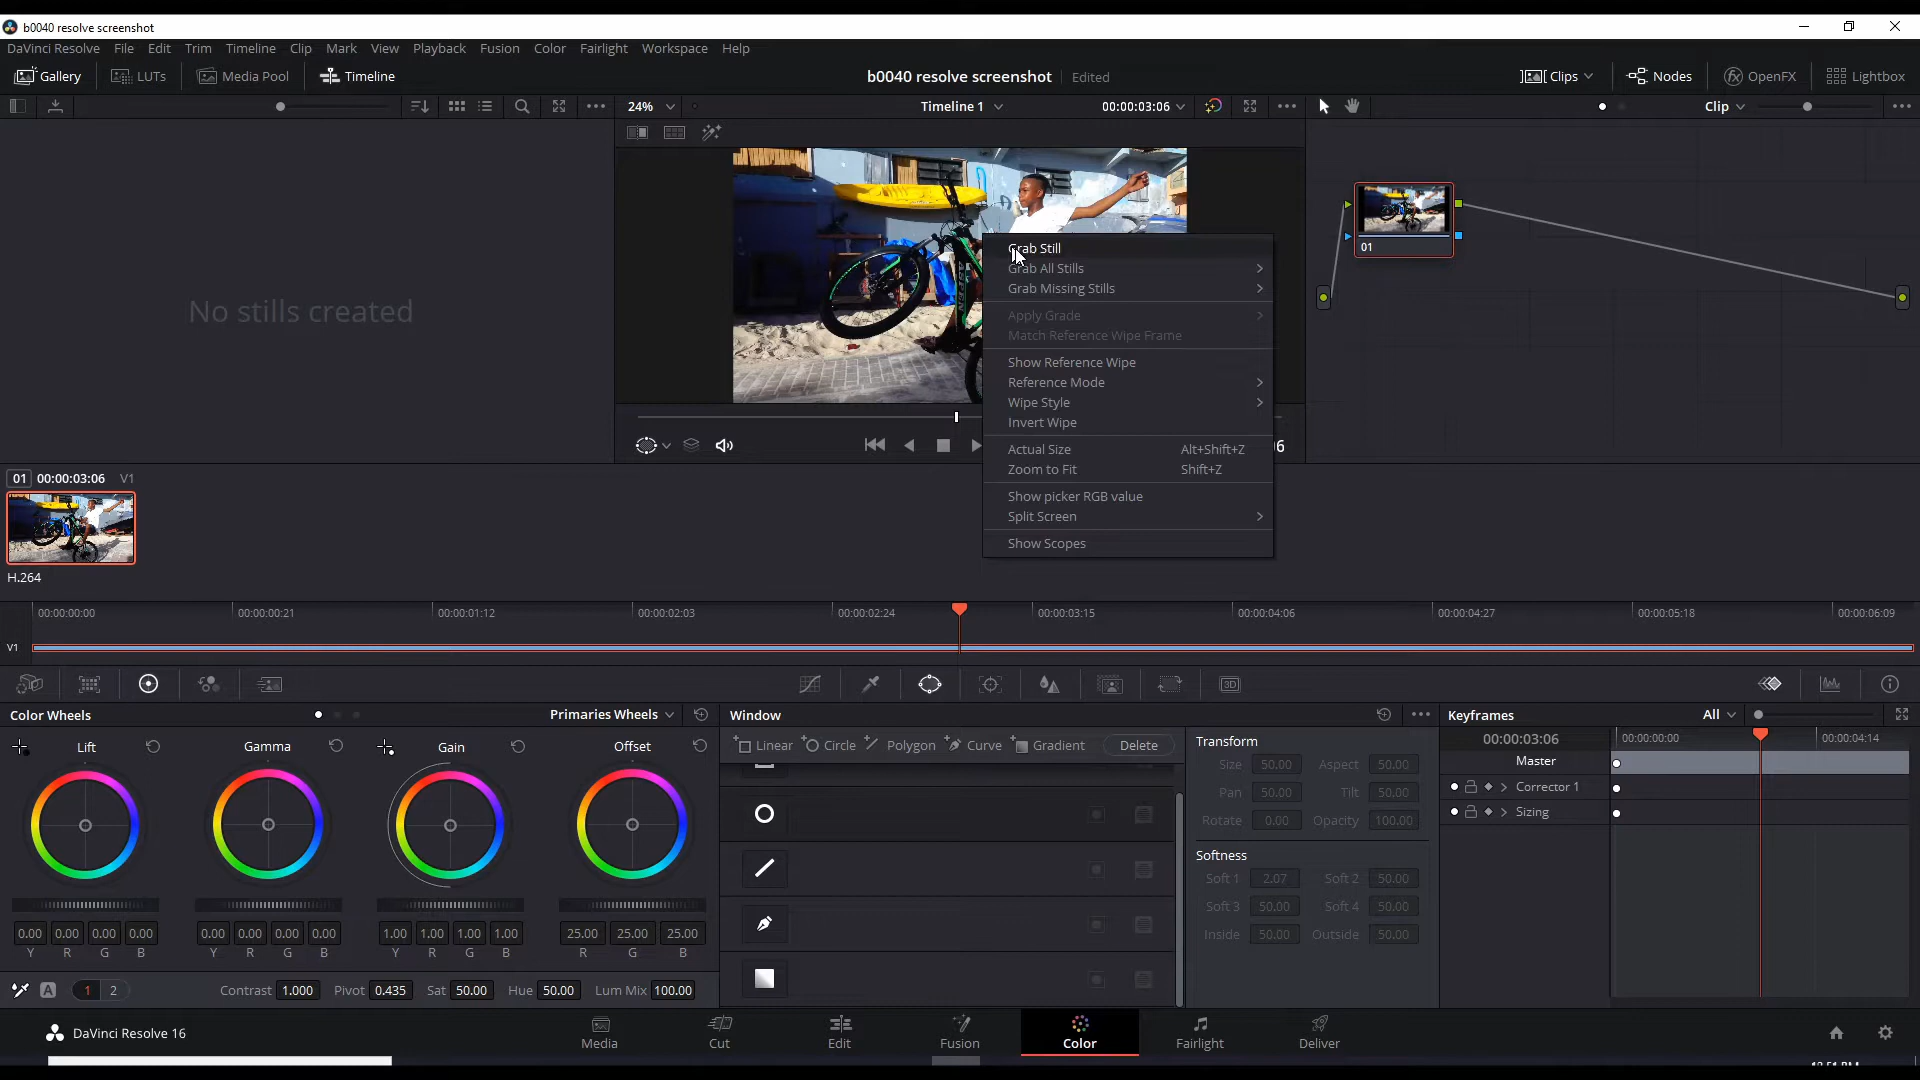 b0040 resolve screenshot
DaVinci Resolve File Edit Trim Timeline Clip Mark View Playback Fusion Color Fairlight Workspace Help
Gallery LUTs Media Pool Timeline b0040 resolve screenshot Edited Clips Nodes fx OpenFX Lightbox
24% Timeline 1 00:00:03:06 Clip
No stills created
Grab Still
Grab All Stills
Grab Missing Stills
Apply Grade
Match Reference Wipe Frame
Show Reference Wipe
Reference Mode
Wipe Style
Invert Wipe
Actual Size Alt+Shift+Z
Zoom to Fit Shift+Z
Show picker RGB value
Split Screen
Show Scopes
01
01 00:00:03:06 V1
H.264
00:00:00:00 00:00:00:21 00:00:01:12 00:00:02:03 00:00:02:24 00:00:03:15 00:00:04:06 00:00:04:27 00:00:05:18 00:00:06:09
V1
3D
Color Wheels Primaries Wheels
Lift Gamma Gain Offset
0.00 0.00 0.00 0.00 0.00 0.00 0.00 0.00 1.00 1.00 1.00 1.00 25.00 25.00 25.00
Y R G B Y R G B Y R G B R G B
A 1 2 Contrast 1.000 Pivot 0.435 Sat 50.00 Hue 50.00 Lum Mix 100.00
Window
Linear Circle Polygon Curve Gradient Delete
Transform
Size 50.00 Aspect 50.00
Pan 50.00 Tilt 50.00
Rotate 0.00 Opacity 100.00
Softness
Soft 1 2.07 Soft 2 50.00
Soft 3 50.00 Soft 4 50.00
Inside 50.00 Outside 50.00
Keyframes All
00:00:03:06 00:00:00:00 00:00:04:14
Master
Corrector 1
Sizing
DaVinci Resolve 16 Media Cut Edit Fusion Color Fairlight Deliver